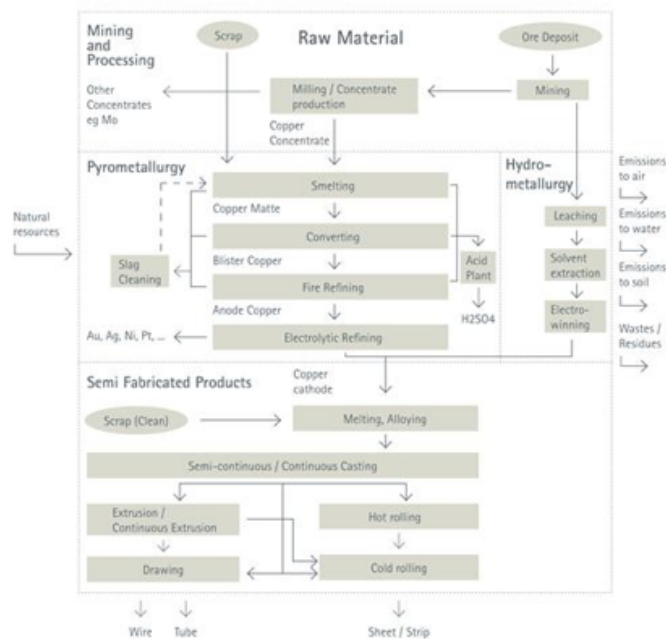 Mining
and
Processing
Scrap
Raw Material
Ore Deposit
Other
Concentrates
eg Mo
Milling / Concentrate
production
Mining
Copper
Concentrate
Pyrometallurgy
Hydro-
metallurgy
Emissions
to air
Smelting
Natural
resources
Copper Matte
Leaching
Emissions
to water
Converting
Slag
Cleaning
Blister Copper
Acid
Plant
Solvent
extraction
Emissions
to soil
Fire Refining
Anode Copper
H2SO4
Electro-
winning
Au, Ag, Ni, Pt, ...
Electrolytic Refining
Wastes /
Residues
Semi Fabricated Products
Copper
cathode
Scrap (Clean)
Melting, Alloying
Semi-continuous / Continuous Casting
Extrusion /
Continuous Extrusion
Hot rolling
Drawing
Cold rolling
Wire
Tube
Sheet / Strip